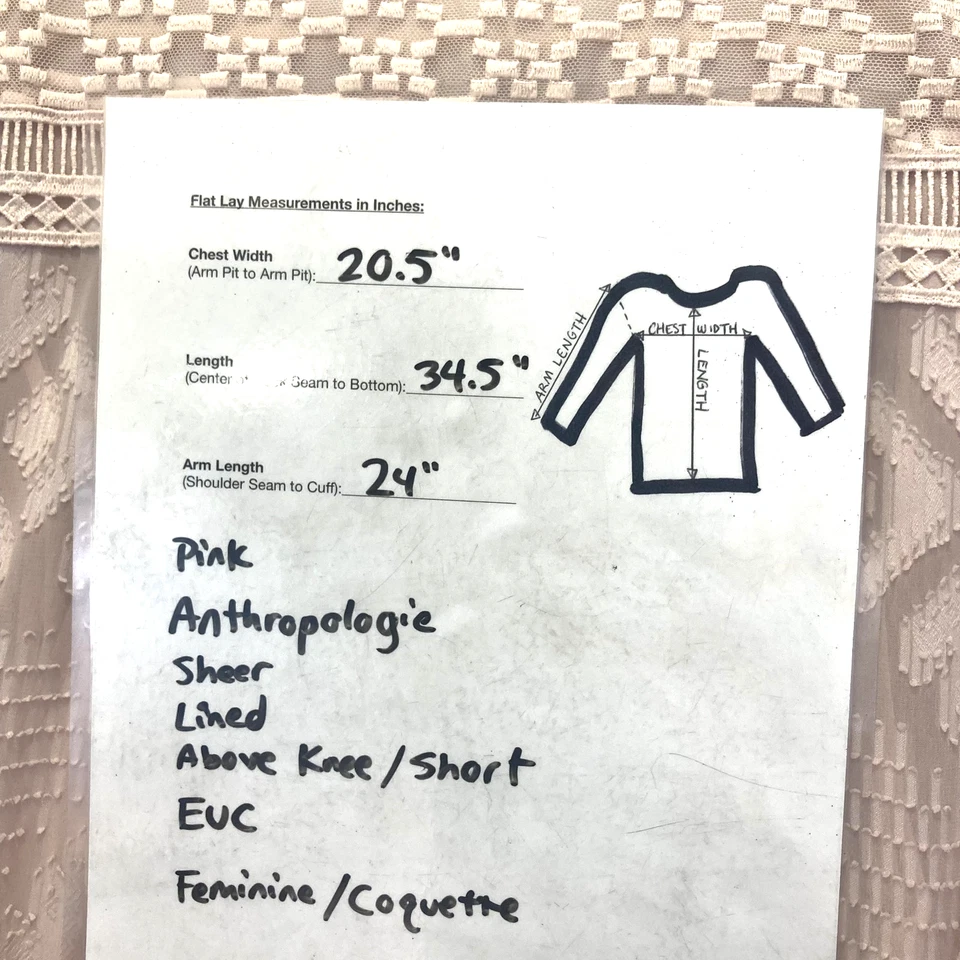 Flat Lay Measurements in Inches:
Chest Width
(Arm Pit to Arm Pit): 20.5"
Length
(Center Seam to Bottom): 34.5"
Arm Length
(Shoulder Seam to Cuff): 24"
ARM LENGTH
CHEST WIDTH
LENGTH
Pink
Anthropologie
Sheer
Lined
Above Knee/Short
EUC
Feminine/Coquette